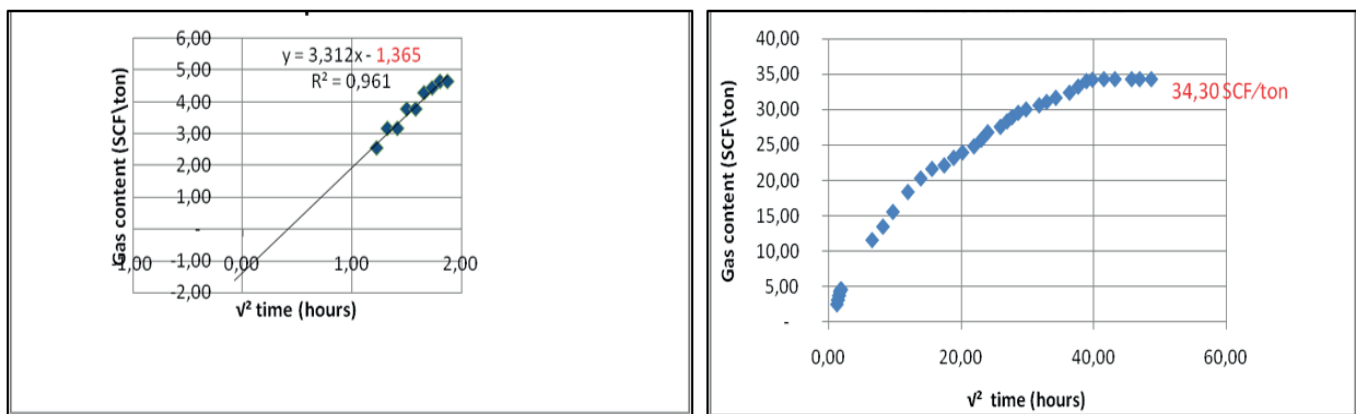 6,00
5,00
4,00
3,00
2,00
1,00
-
-1,00
-2,00
y = 3,312x - 1,365
R² = 0,961
Gas content (SCF\ton)
-1,00 0,00 1,00 2,00
√² time (hours)
40,00
35,00
30,00
25,00
20,00
15,00
10,00
5,00
-
34,30 SCF/ton
Gas content (SCF\ton)
0,00 20,00 40,00 60,00
√² time (hours)